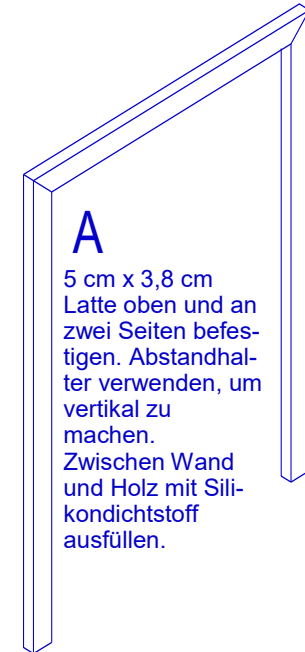 A
5 cm x 3,8 cm
Latte oben und an
zwei Seiten befes-
tigen. Abstandhal-
ter verwenden, um
vertikal zu
machen.
Zwischen Wand
und Holz mit Sili-
kondichtstoff
ausfüllen.